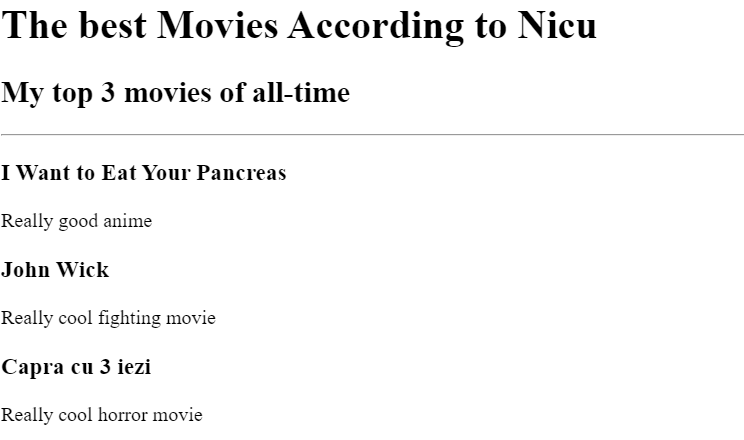 The best Movies According to Nicu
My top 3 movies of all-time
I Want to Eat Your Pancreas
Really good anime
John Wick
Really cool fighting movie
Capra cu 3 iezi
Really cool horror movie